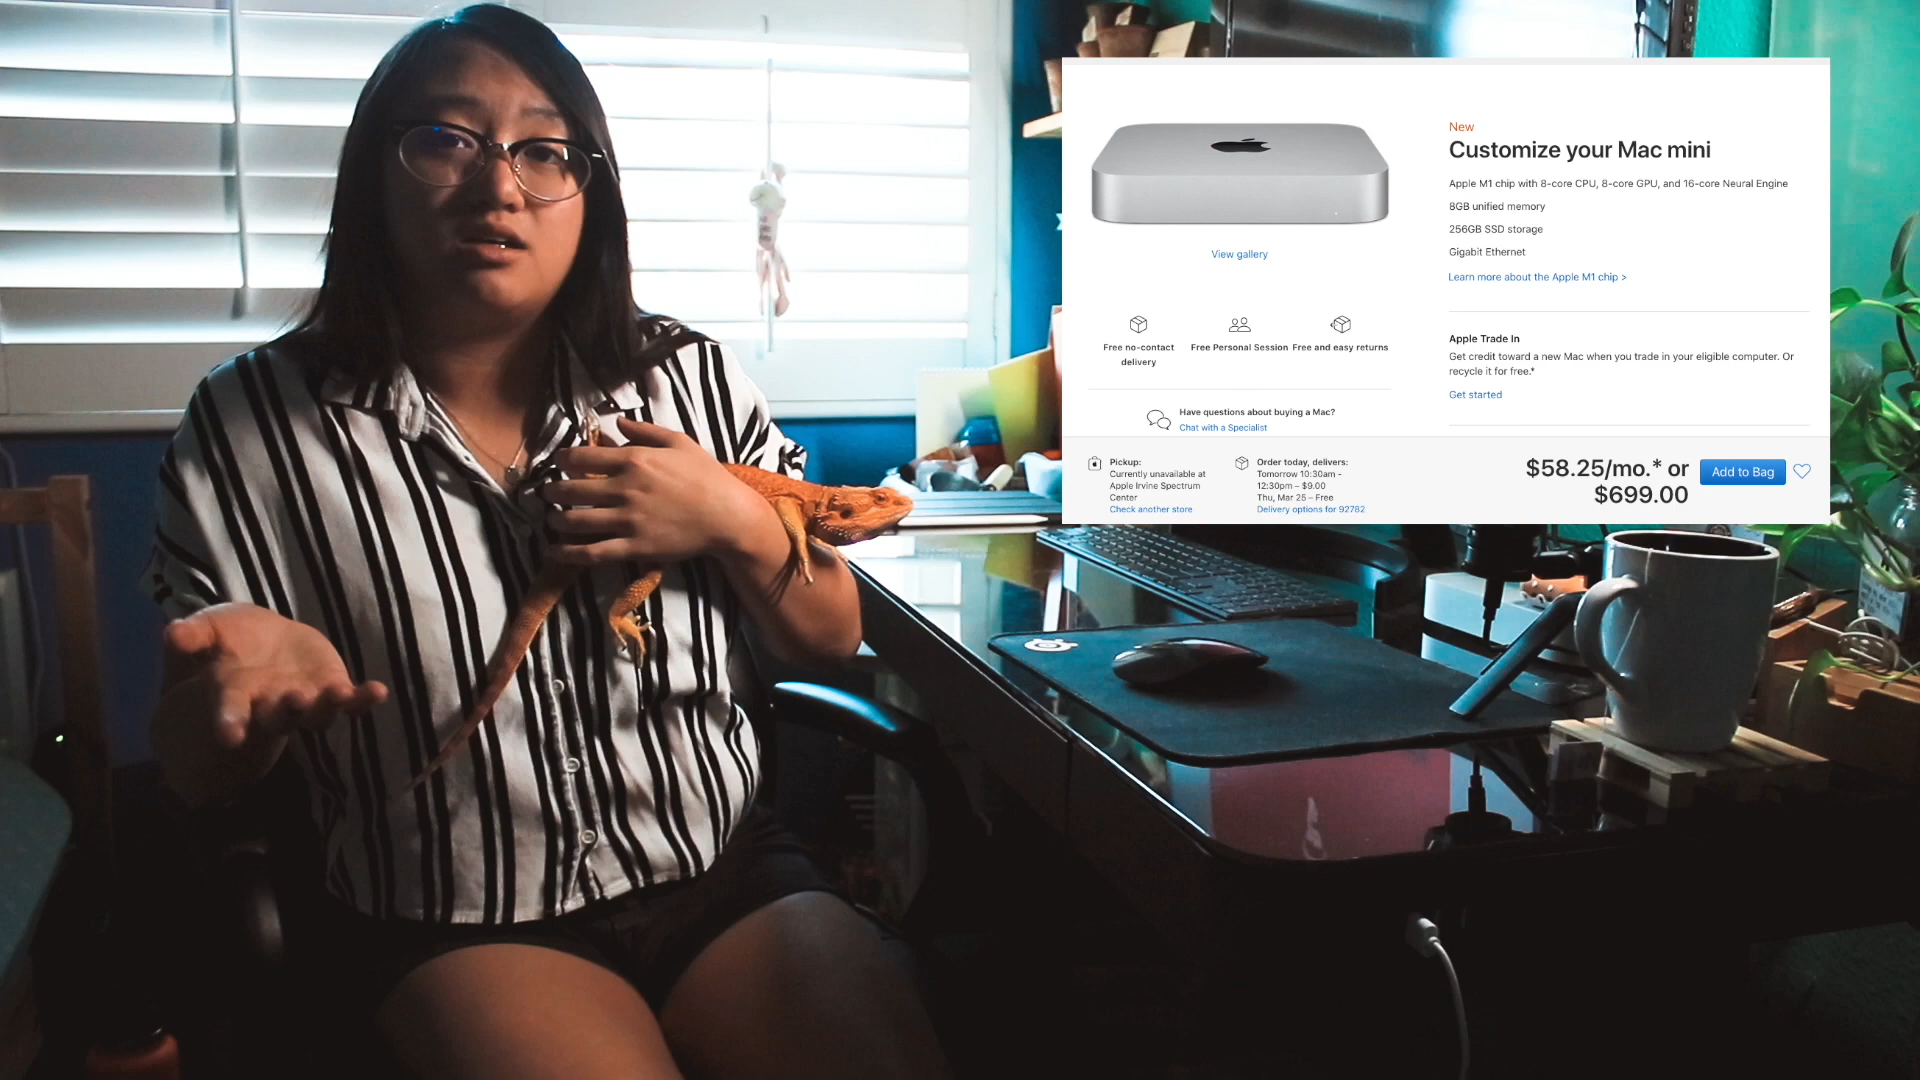 New
Customize your Mac mini
Apple M1 chip with 8-core CPU, 8-core GPU, and 16-core Neural Engine
8GB unified memory
256GB SSD storage
Gigabit Ethernet
Learn more about the Apple M1 chip >
View gallery
Free no-contact
delivery
Free Personal Session
Free and easy returns
Apple Trade In
Get credit toward a new Mac when you trade in your eligible computer. Or
recycle it for free.*
Get started
Have questions about buying a Mac?
Chat with a Specialist
Pickup:
Currently unavailable at
Apple Irvine Spectrum
Center
Check another store
Order today, delivers:
Tomorrow 10:30am -
12:30pm – $9.00
Thu, Mar 25 – Free
Delivery options for 92782
$58.25/mo.* or
$699.00
Add to Bag